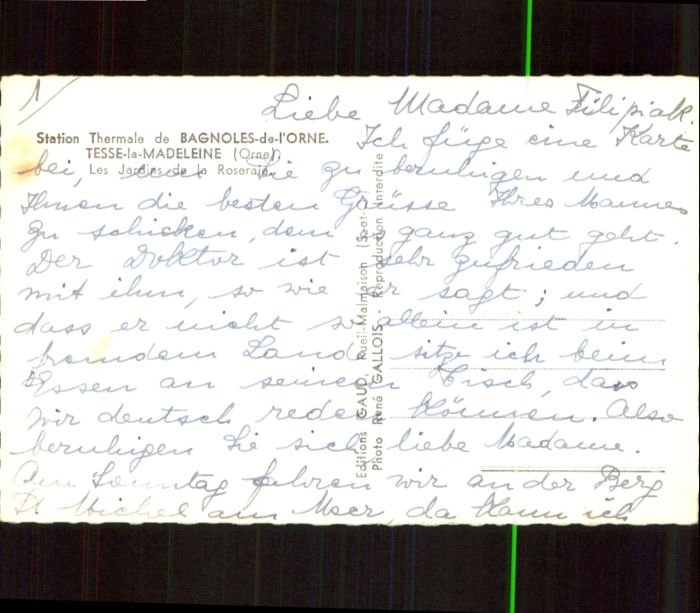 1
Liebe Madame Filipiak.
Station Thermale de BAGNOLES-de-l'ORNE.
TESSE-la-MADELEINE (Orne).
Les Jardins de la Roseraie.
Ich füge eine Karte
bei, um Sie zu beruhigen und
Ihnen die besten Grüsse Ihres Mannes
zu schicken, dem es ganz gut geht.
Der Doktor ist sehr zufrieden
mit ihm, so wie er sagt; und
dass er nicht so allein ist in
fremdem Land sitze ich beim
Essen an seinem Tisch, dass
wir deutsch reden können. Also
beruhigen Sie sich, liebe Madame.
Am Sonntag fahren wir an der Berg
St Michel am Meer, da kann ich
Editions GAUD, Rueil-Malmaison (S.-et-
Photo René GALLOIS - Reproduction Interdite